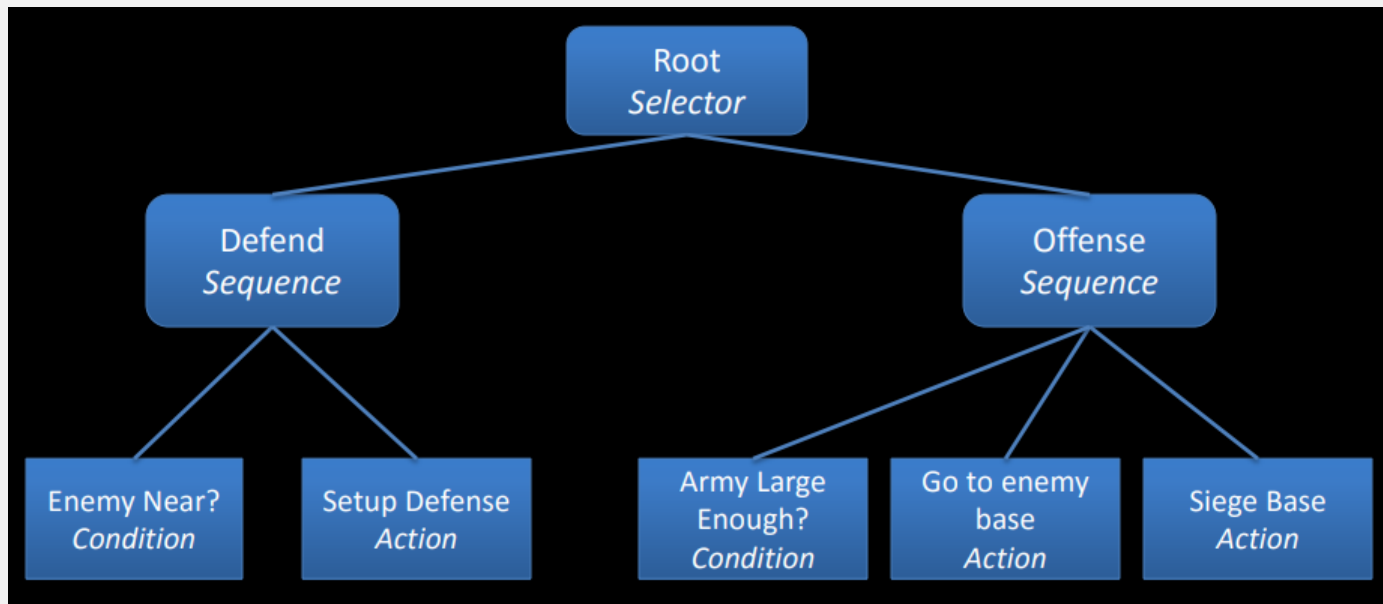 Root
Selector
Defend
Sequence
Offense
Sequence
Enemy Near?
Condition
Setup Defense
Action
Army Large
Enough?
Condition
Go to enemy
base
Action
Siege Base
Action